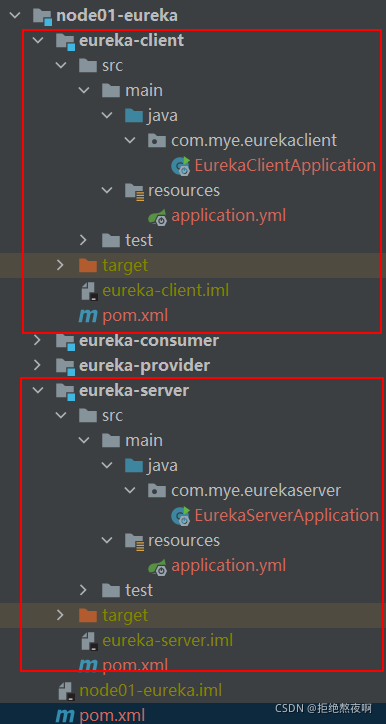 node01-eureka
eureka-client
src
main
java
com.mye.eurekaclient
EurekaClientApplication
resources
application.yml
test
target
eureka-client.iml
pom.xml
eureka-consumer
eureka-provider
eureka-server
src
main
java
com.mye.eurekaserver
EurekaServerApplication
resources
application.yml
test
target
eureka-server.iml
pom.xml
node01-eureka.iml
pom.xml
CSDN @拒绝熬夜啊